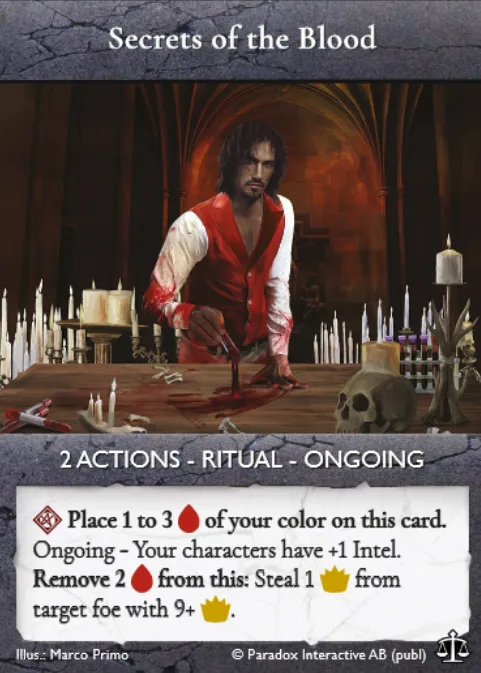 Secrets of the Blood
2 ACTIONS - RITUAL - ONGOING
Place 1 to 3 of your color on this card.
Ongoing – Your characters have +1 Intel.
Remove 2 from this: Steal 1 from
target foe with 9+ .
Illus.: Marco Primo © Paradox Interactive AB (publ)